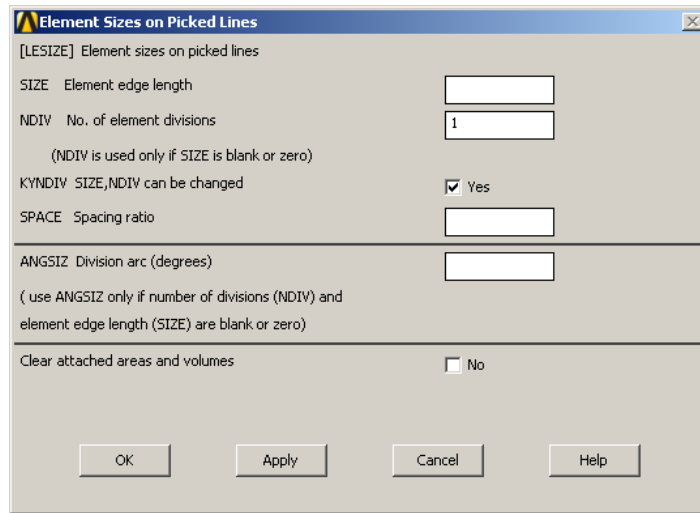 Element Sizes on Picked Lines
[LESIZE] Element sizes on picked lines
SIZE Element edge length
NDIV No. of element divisions 1
(NDIV is used only if SIZE is blank or zero)
KYNDIV SIZE,NDIV can be changed Yes
SPACE Spacing ratio
ANGSIZ Division arc (degrees)
( use ANGSIZ only if number of divisions (NDIV) and
element edge length (SIZE) are blank or zero)
Clear attached areas and volumes No
OK Apply Cancel Help